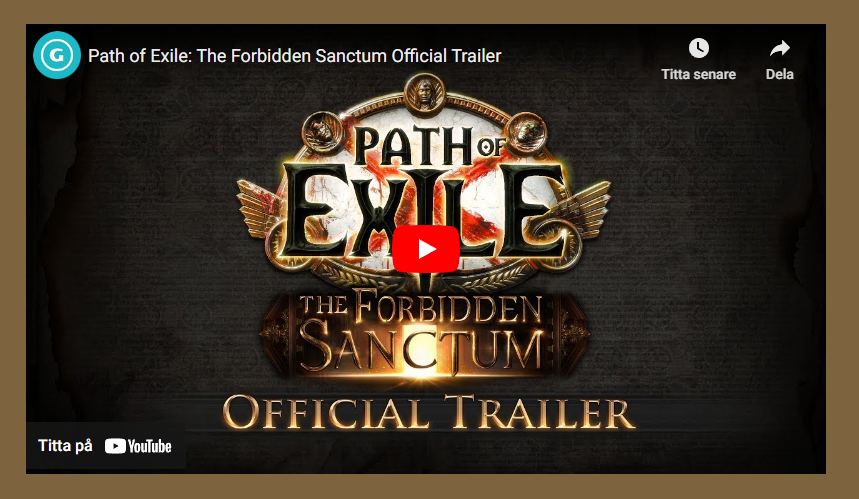 G
Path of Exile: The Forbidden Sanctum Official Trailer
Titta senare
Dela
PATH OF
EXILE
THE FORBIDDEN
SANCTUM
OFFICIAL TRAILER
Titta på YouTube